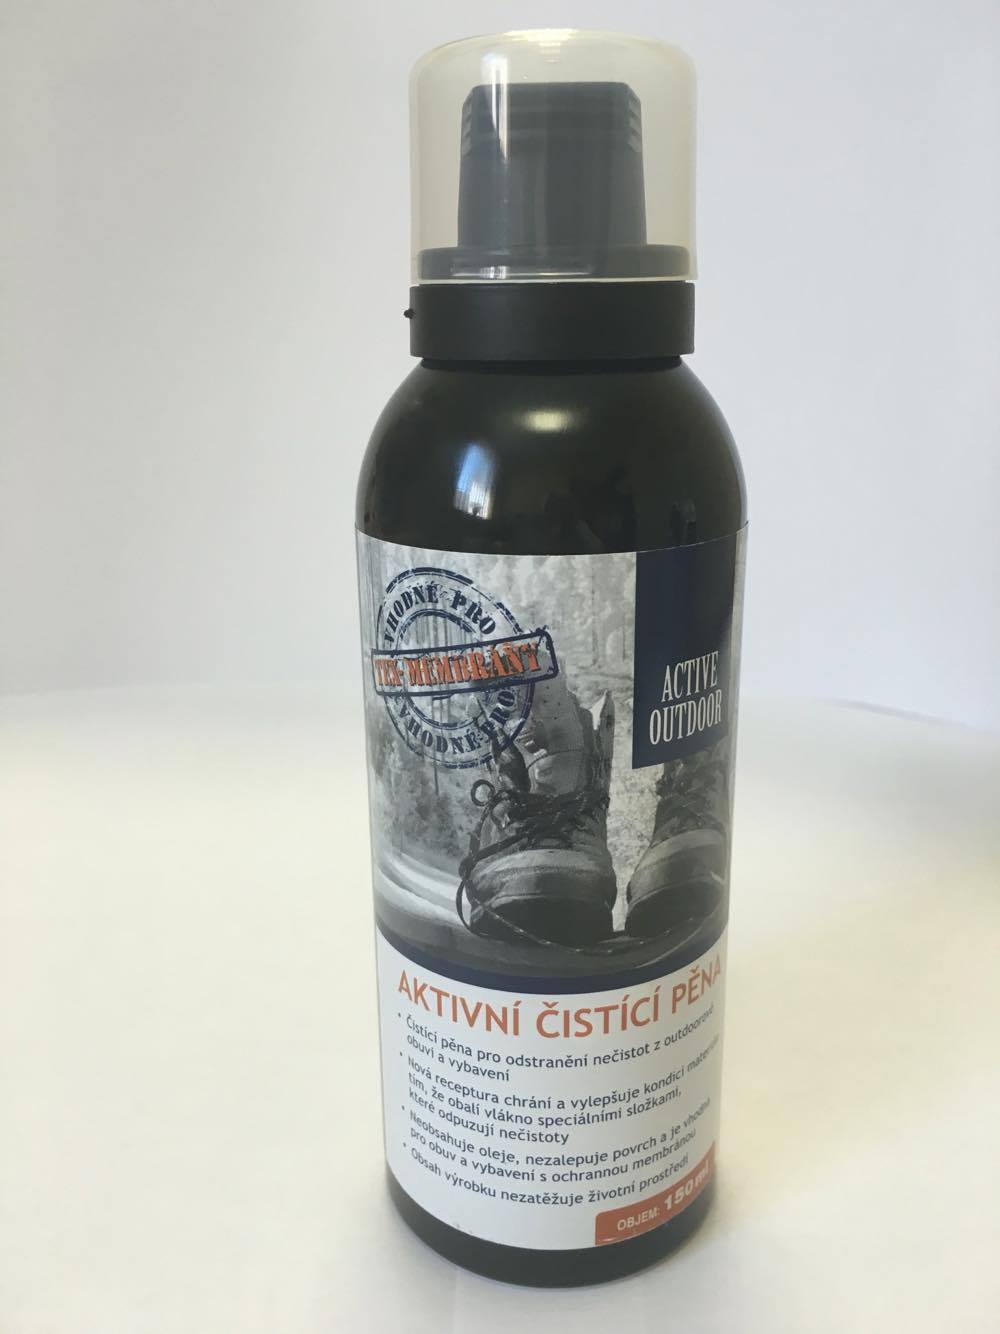 VHODNÉ PRO
TEX-MEMBRÁNY
VHODNÉ PRO
ACTIVE
OUTDOOR
AKTIVNÍ ČISTÍCÍ PĚNA
• Čistící pěna pro odstranění nečistot z outdoorové
obuvi a vybavení
• Nová receptura chrání a vylepšuje kondici materiálu
tím, že obalí vlákno speciálními složkami,
které odpuzují nečistoty
• Neobsahuje oleje, nezalepuje povrch a je vhodná
pro obuv a vybavení s ochrannou membránou
• Obsah výrobku nezatěžuje životní prostředí
OBJEM: 150 ml